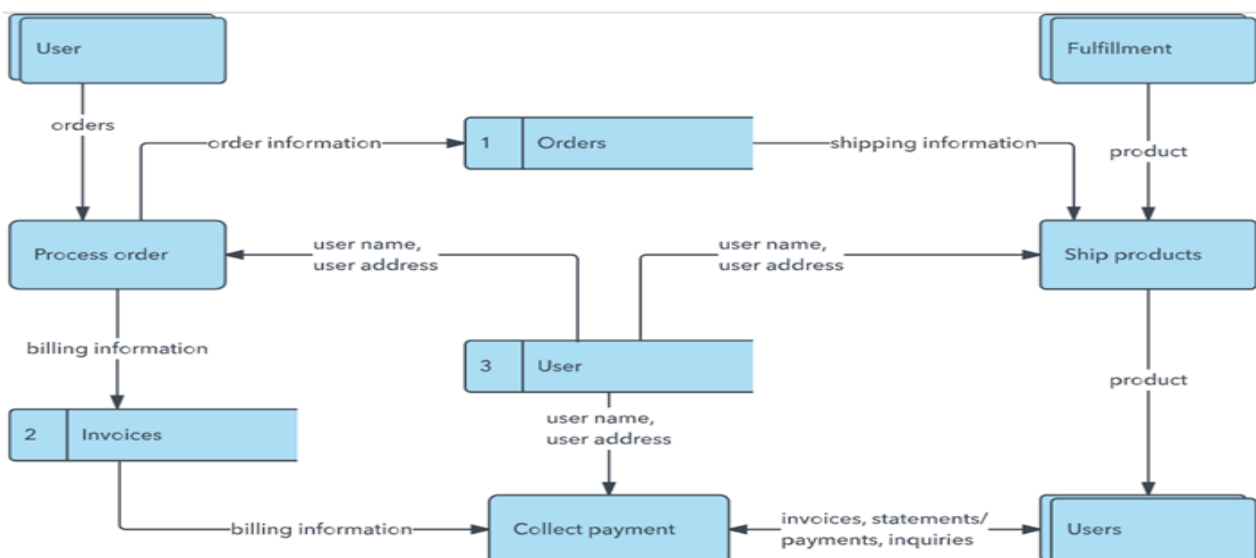 User
Fulfillment
orders
order information
1
Orders
shipping information
product
Process order
user name,
user address
user name,
user address
Ship products
billing information
3
User
product
2
Invoices
user name,
user address
billing information
Collect payment
invoices, statements/
payments, inquiries
Users